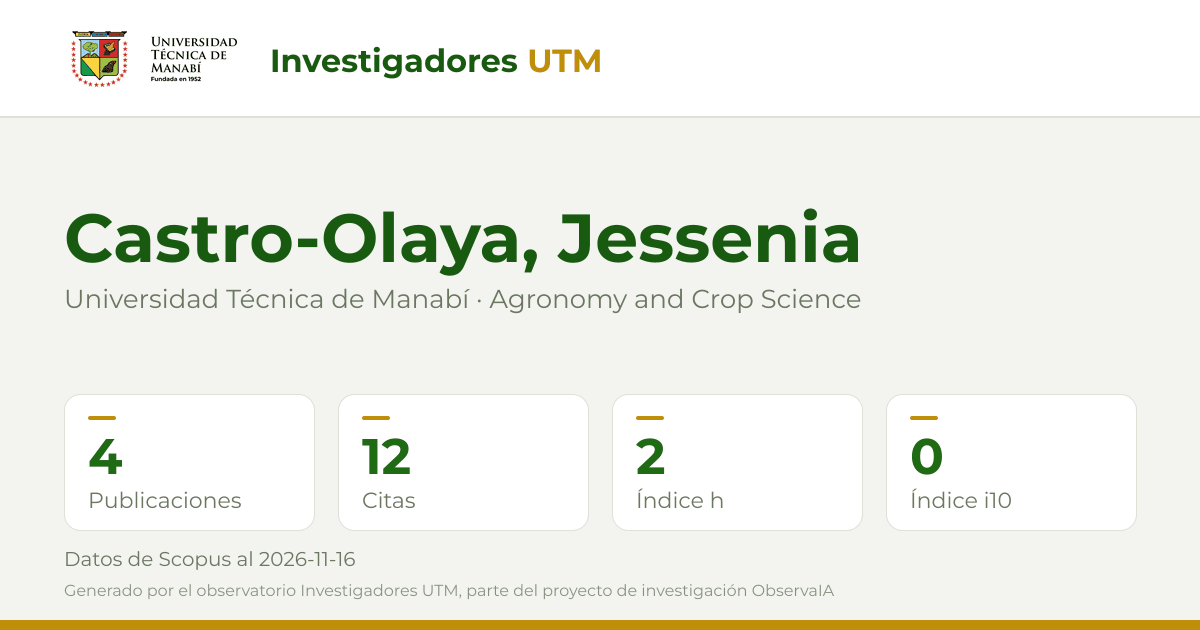 UNIVERSIDAD
TÉCNICA DE
MANABÍ
Fundada en 1952
Investigadores UTM
Castro-Olaya, Jessenia
Universidad Técnica de Manabí · Agronomy and Crop Science
4
Publicaciones
12
Citas
2
Índice h
0
Índice i10
Datos de Scopus al 2026-11-16
Generado por el observatorio Investigadores UTM, parte del proyecto de investigación ObservaIA